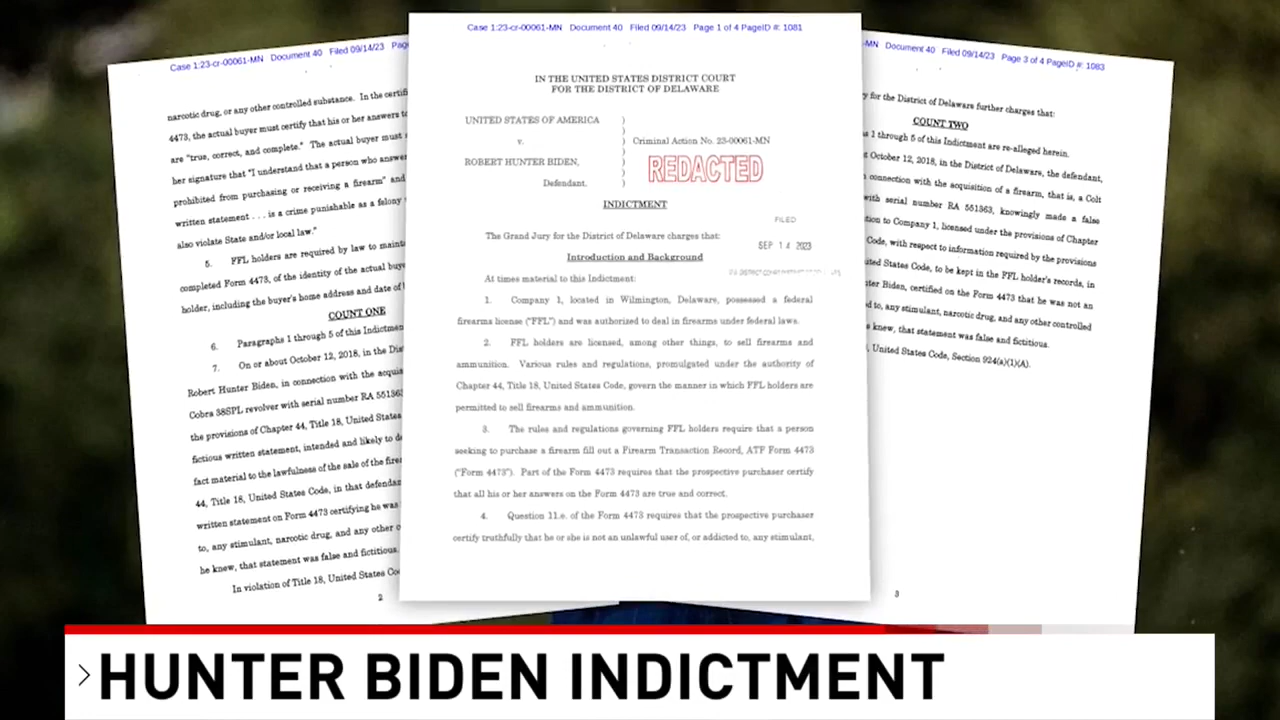 Case 1:23-cr-00061-MN Document 40 Filed 09/14/23
narcotic drug, or any other controlled substance. In the
4473, the actual buyer must certify that his or her answers
are "true, correct, and complete." The actual buyer must
her signature that "I understand that a person who
prohibited from purchasing or receiving a firearm" and
written statement . . . is a crime punishable as a felony
also violate State and/or local law."
5. FFL holders are required by law to
completed Form 4473, of the identity of the actual
holder, including the buyer's home address and date of
COUNT ONE
6. Paragraphs 1 through 5 of this
7. On or about October 12, 2018, in the
Robert Hunter Biden, in connection with the
Cobra 38SPL revolver with serial number RA
the provisions of Chapter 44, Title 18, United States
fictious written statement, intended and likely to
fact material to the lawfulness of the sale of the
44, Title 18, United States Code, in that
written statement on Form 4473 certifying he was
to, any stimulant, narcotic drug, and any other
he knew, that statement was false and fictitious.
In violation of Title 18, United States
2
Case 1:23-cr-00061-MN Document 40 Filed 09/14/23 Page 1 of 4 PageID #: 1081
IN THE UNITED STATES DISTRICT COURT
FOR THE DISTRICT OF DELAWARE
UNITED STATES OF AMERICA )
)
v. ) Criminal Action No. 23-00061-MN
)
ROBERT HUNTER BIDEN, ) REDACTED
)
Defendant. )
INDICTMENT
FILED
SEP 14 2023
The Grand Jury for the District of Delaware charges that:
Introduction and Background
At times material to this Indictment:
1. Company 1, located in Wilmington, Delaware, possessed a federal
firearms license ("FFL") and was authorized to deal in firearms under federal laws.
2. FFL holders are licensed, among other things, to sell firearms and
ammunition. Various rules and regulations, promulgated under the authority of
Chapter 44, Title 18, United States Code, govern the manner in which FFL holders are
permitted to sell firearms and ammunition.
3. The rules and regulations governing FFL holders require that a person
seeking to purchase a firearm fill out a Firearm Transaction Record, ATF Form 4473
("Form 4473"). Part of the Form 4473 requires that the prospective purchaser certify
that all his or her answers on the Form 4473 are true and correct.
4. Question 11.e. of the Form 4473 requires that the prospective purchaser
certify truthfully that he or she is not an unlawful user of, or addicted to, any stimulant,
-MN Document 40 Filed 09/14/23 Page 3 of 4 PageID #: 1083
for the District of Delaware further charges that:
COUNT TWO
1 through 5 of this Indictment are re-alleged herein.
October 12, 2018, in the District of Delaware, the defendant,
connection with the acquisition of a firearm, that is, a Colt
with serial number RA 551363, knowingly made a false
to Company 1, licensed under the provisions of Chapter
Code, with respect to information required by the provisions
States Code, to be kept in the FFL holder's records, in
Biden, certified on the Form 4473 that he was not an
to, any stimulant, narcotic drug, and any other controlled
knew, that statement was false and fictitious.
United States Code, Section 924(a)(1)(A).
3
HUNTER BIDEN INDICTMENT